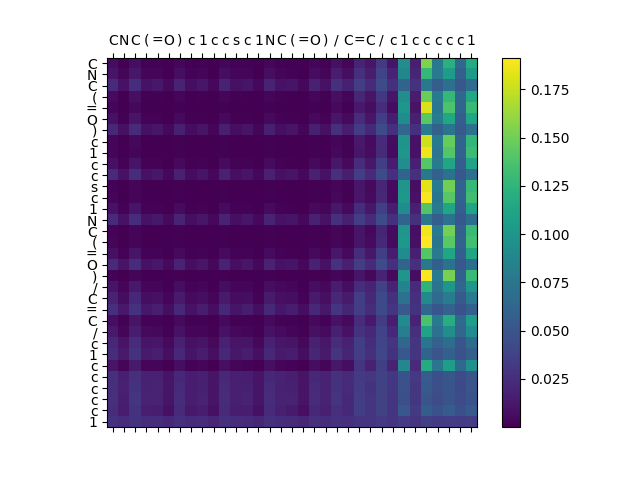 CNC(=O)c1ccsc1NC(=O)/C=C/c1ccccc1
C
N
C
(
=
O
)
c
1
c
c
s
c
1
N
C
(
=
O
)
/
C
=
C
/
c
1
c
c
c
c
c
1
0.175
0.150
0.125
0.100
0.075
0.050
0.025